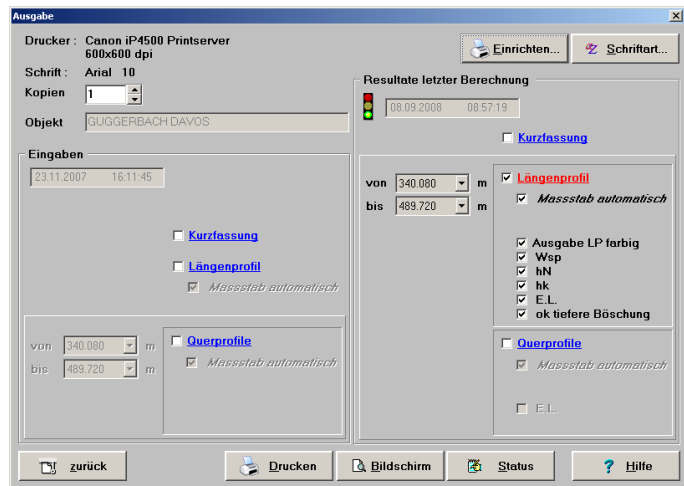 Ausgabe
Drucker : Canon iP4500 Printserver
600x600 dpi
Einrichten...
Schriftart...
Schrift : Arial 10
Kopien 1
Objekt GUGGERBACH DAVOS
Resultate letzter Berechnung
08.09.2008 08:57:19
Kurzfassung
Eingaben
23.11.2007 16:11:45
Kurzfassung
Längenprofil
Massstab automatisch
von 340.080 m
bis 489.720 m
Querprofile
Massstab automatisch
von 340.080 m
bis 489.720 m
Längenprofil
Massstab automatisch
Ausgabe LP farbig
Wsp
hN
hk
E.L.
ok tiefere Böschung
Querprofile
Massstab automatisch
E.L.
zurück
Drucken
Bildschirm
Status
? Hilfe